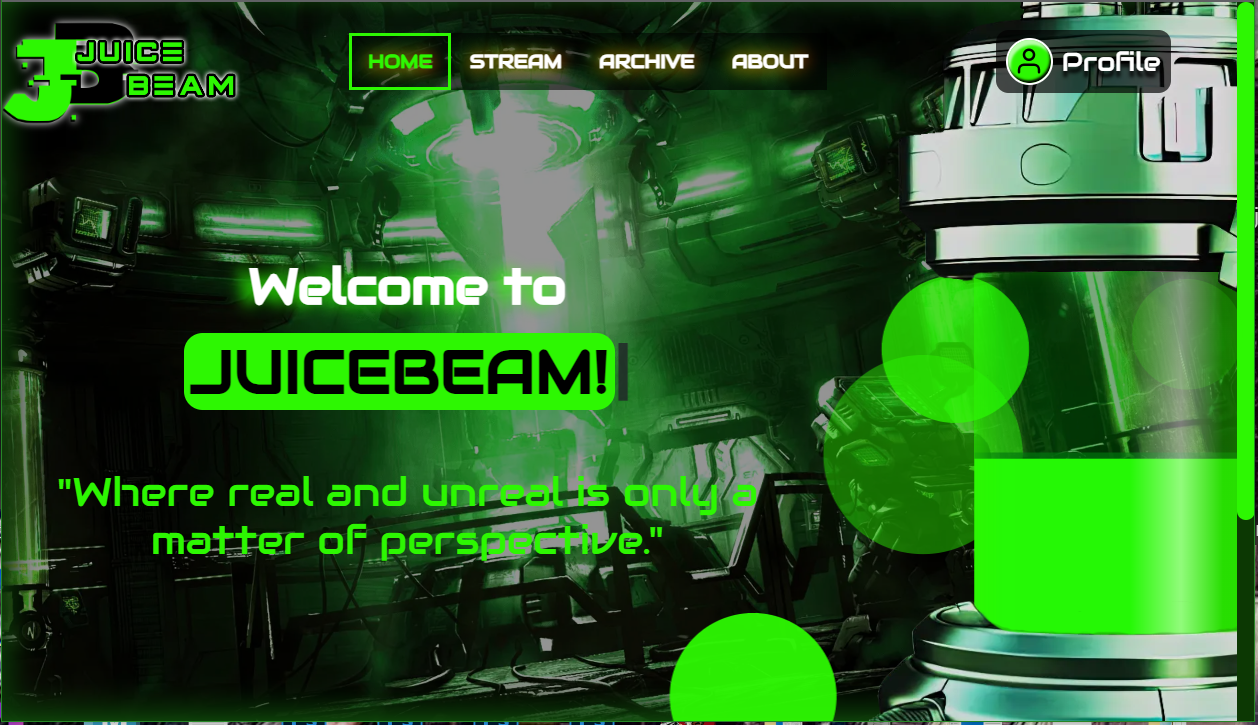 JUICE
BEAM
HOME STREAM ARCHIVE ABOUT
Profile
Welcome to
JUICEBEAM!
"Where real and unreal is only a
matter of perspective."
N